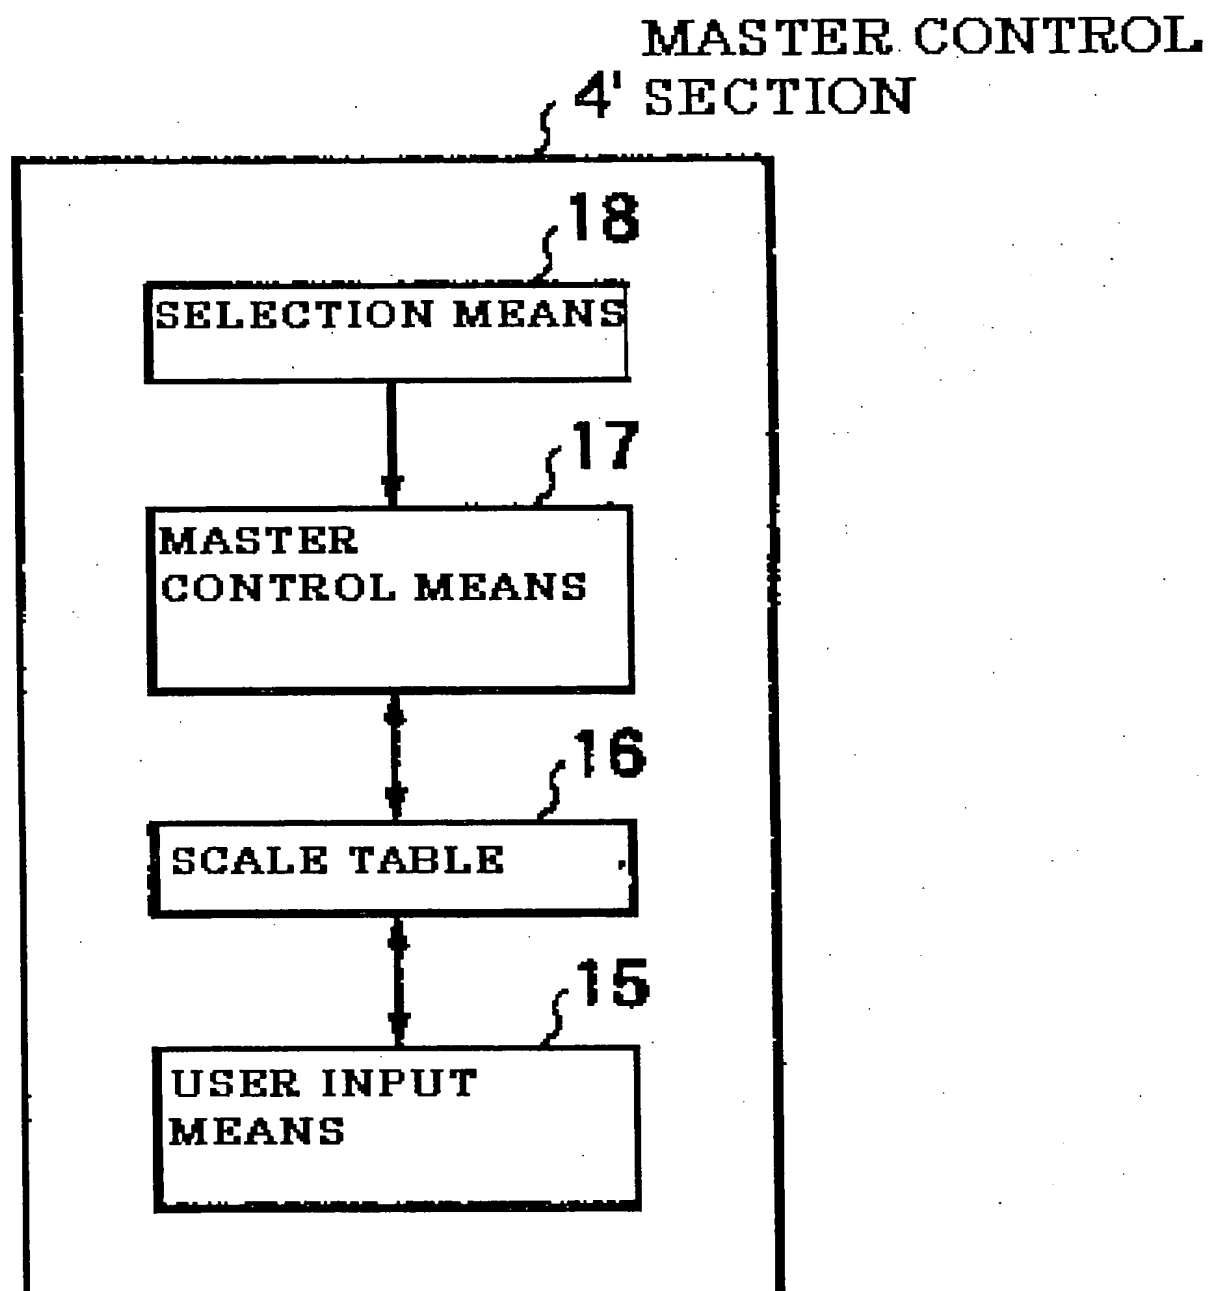 MASTER CONTROL
4' SECTION
18
SELECTION MEANS
17
MASTER
CONTROL MEANS
16
SCALE TABLE
15
USER INPUT
MEANS